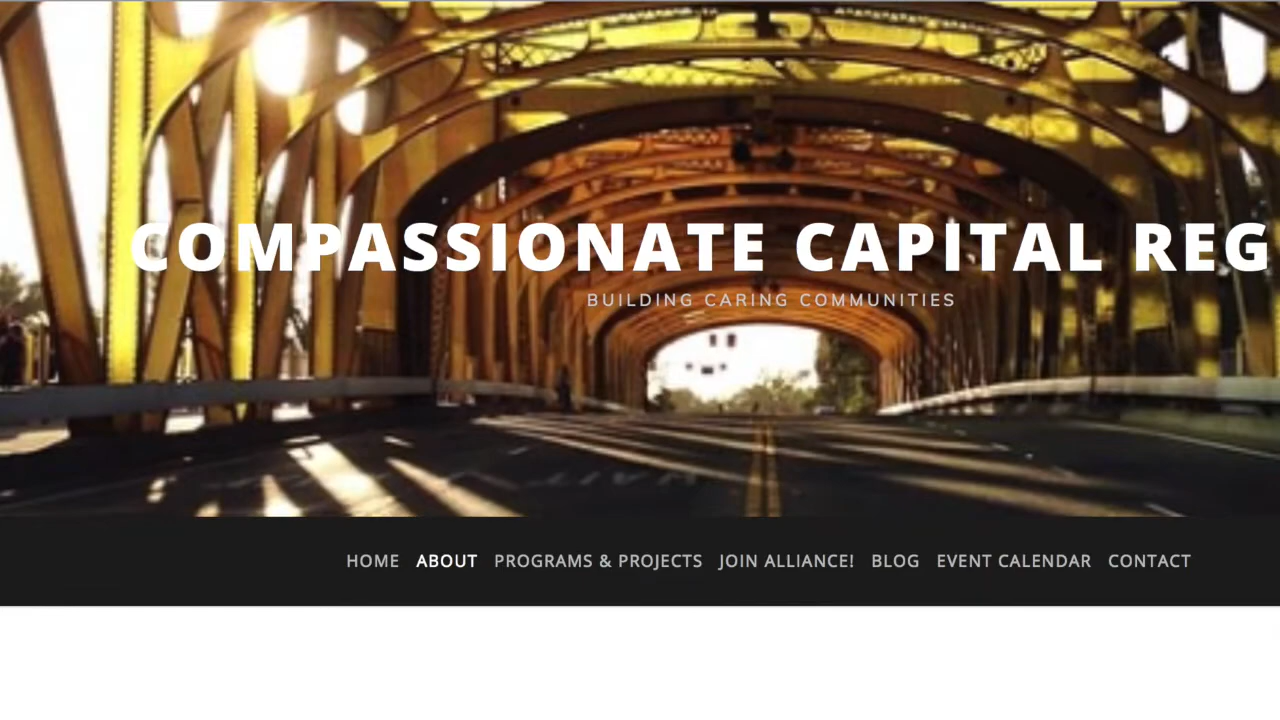 COMPASSIONATE CAPITAL REG
BUILDING CARING COMMUNITIES
HOME ABOUT PROGRAMS & PROJECTS JOIN ALLIANCE! BLOG EVENT CALENDAR CONTACT